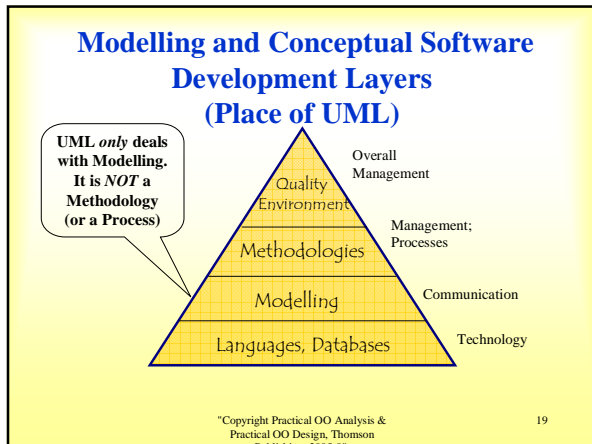 Modelling and Conceptual Software
Development Layers
(Place of UML)
UML only deals
with Modelling.
It is NOT a
Methodology
(or a Process)
Quality
Environment
Overall
Management
Methodologies
Management;
Processes
Modelling
Communication
Languages, Databases
Technology
"Copyright Practical OO Analysis &
Practical OO Design, Thomson
19